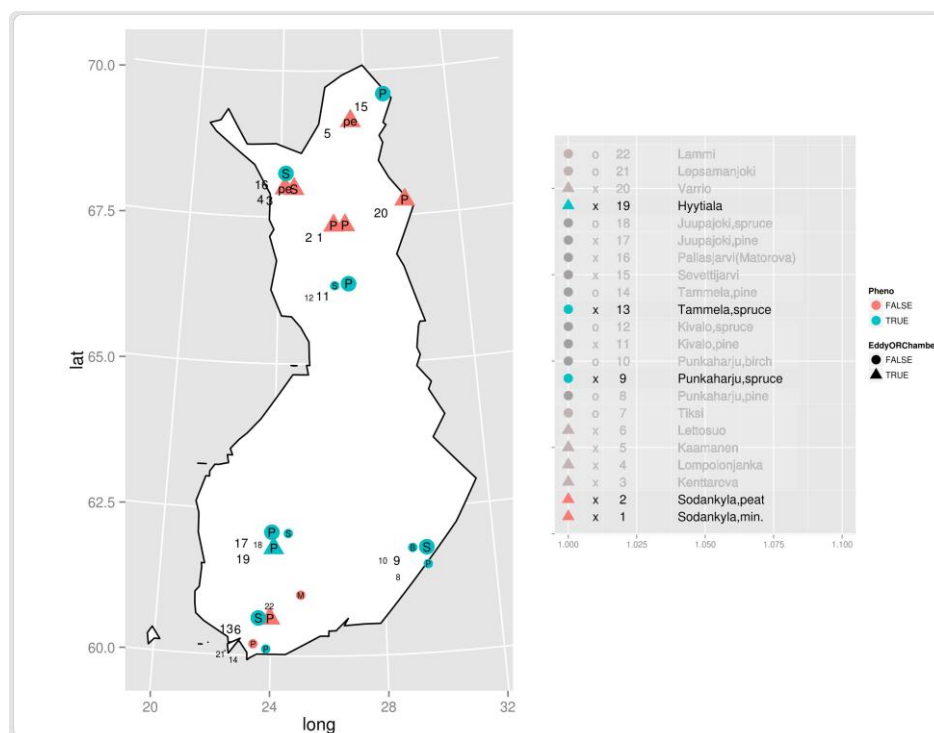 70.0
67.5
65.0
62.5
60.0
lat
20
24
28
32
long
P
15
pe
5
S
16
pe S
4 3
P
20
P P
2 1
S P
12 11
P S
17 18
P
19
B S
10 9
P
8
M
22
S P
136
P P
21
14
o 22 Lammi
o 21 Lepsamanjoki
x 20 Varrio
x 19 Hyytiala
o 18 Juupajoki,spruce
x 17 Juupajoki,pine
x 16 Pallasjarvi(Matorova)
x 15 Sevettijarvi
o 14 Tammela,pine
x 13 Tammela,spruce
o 12 Kivalo,spruce
x 11 Kivalo,pine
o 10 Punkaharju,birch
x 9 Punkaharju,spruce
o 8 Punkaharju,pine
o 7 Tiksi
x 6 Lettosuo
x 5 Kaamanen
x 4 Lompolonjanka
x 3 Kenttarova
x 2 Sodankyla,peat
x 1 Sodankyla,min.
1.000 1.025 1.050 1.075 1.100
Pheno
FALSE
TRUE
EddyORChamber
FALSE
TRUE